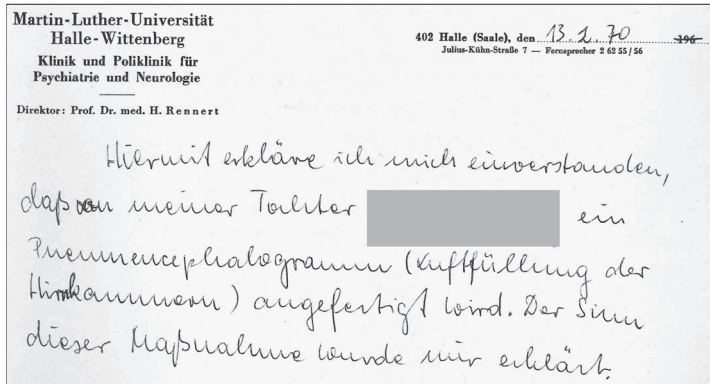 Martin-Luther-Universität
Halle-Wittenberg
Klinik und Poliklinik für
Psychiatrie und Neurologie
Direktor: Prof. Dr. med. H. Rennert
402 Halle (Saale), den 13. 2. 70 196
Julius-Kühn-Straße 7 — Fernsprecher 2 62 55 / 56
Hiermit erkläre ich mich einverstanden,
daß von meiner Tochter ein
Pneumencephalogramm (Luftfüllung der
Hirnkammern) angefertigt wird. Der Sinn
dieser Maßnahme wurde mir erklärt.